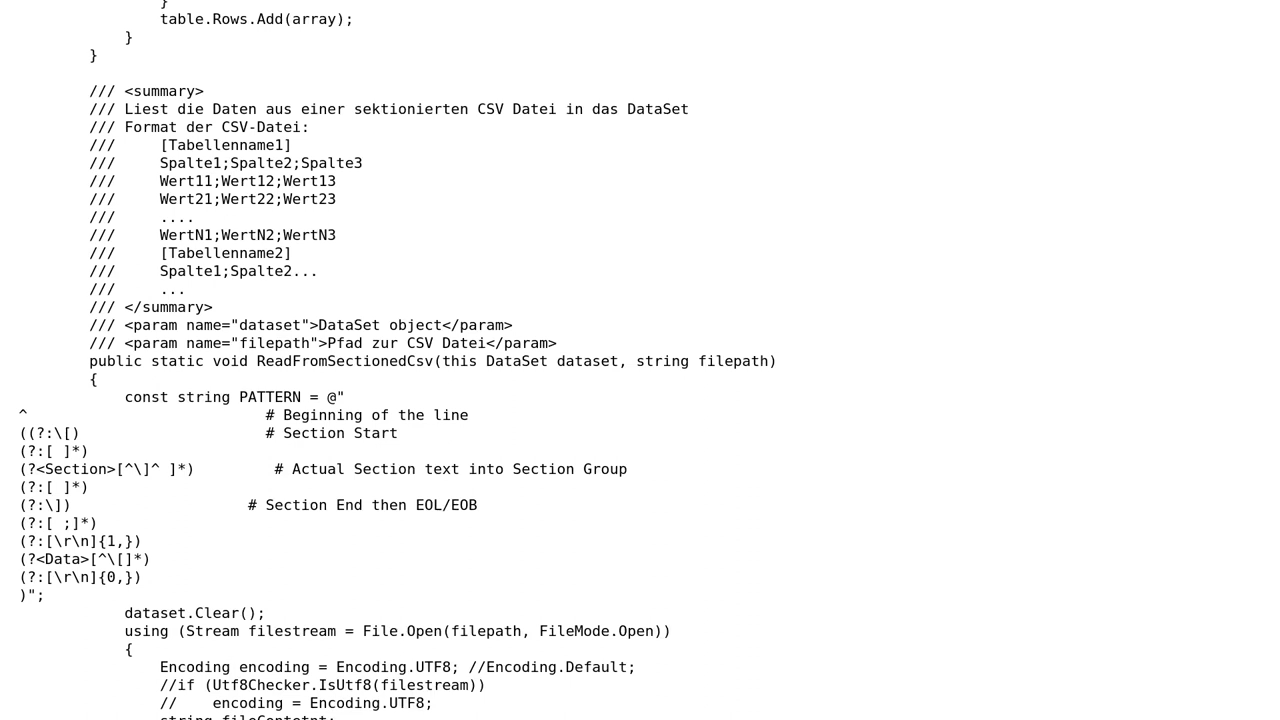 }
table.Rows.Add(array);
}
}
/// <summary>
/// Liest die Daten aus einer sektionierten CSV Datei in das DataSet
/// Format der CSV-Datei:
///     [Tabellenname1]
///     Spalte1;Spalte2;Spalte3
///     Wert11;Wert12;Wert13
///     Wert21;Wert22;Wert23
///     ....
///     WertN1;WertN2;WertN3
///     [Tabellenname2]
///     Spalte1;Spalte2...
///     ...
/// </summary>
/// <param name="dataset">DataSet object</param>
/// <param name="filepath">Pfad zur CSV Datei</param>
public static void ReadFromSectionedCsv(this DataSet dataset, string filepath)
{
const string PATTERN = @"
^                           # Beginning of the line
((?:\[)                     # Section Start
(?:[ ]*)
(?<Section>[^\]^ ]*)         # Actual Section text into Section Group
(?:[ ]*)
(?:\])                    # Section End then EOL/EOB
(?:[ ;]*)
(?:[\r\n]{1,})
(?<Data>[^\[]*)
(?:[\r\n]{0,})
)";
dataset.Clear();
using (Stream filestream = File.Open(filepath, FileMode.Open))
{
Encoding encoding = Encoding.UTF8; //Encoding.Default;
//if (Utf8Checker.IsUtf8(filestream))
//    encoding = Encoding.UTF8;
string fileContetnt;